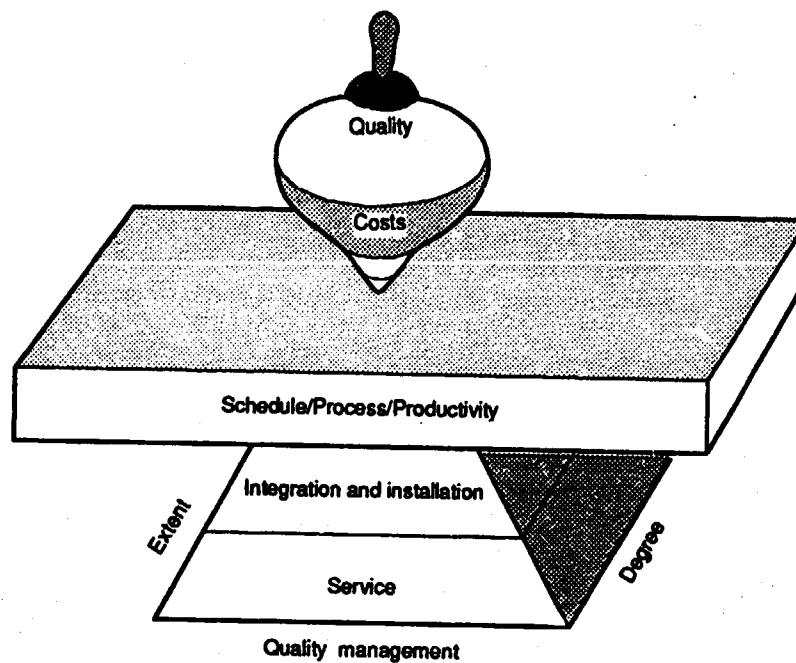 Quality
Costs
Schedule/Process/Productivity
Integration and installation
Extent
Service
Degree
Quality management